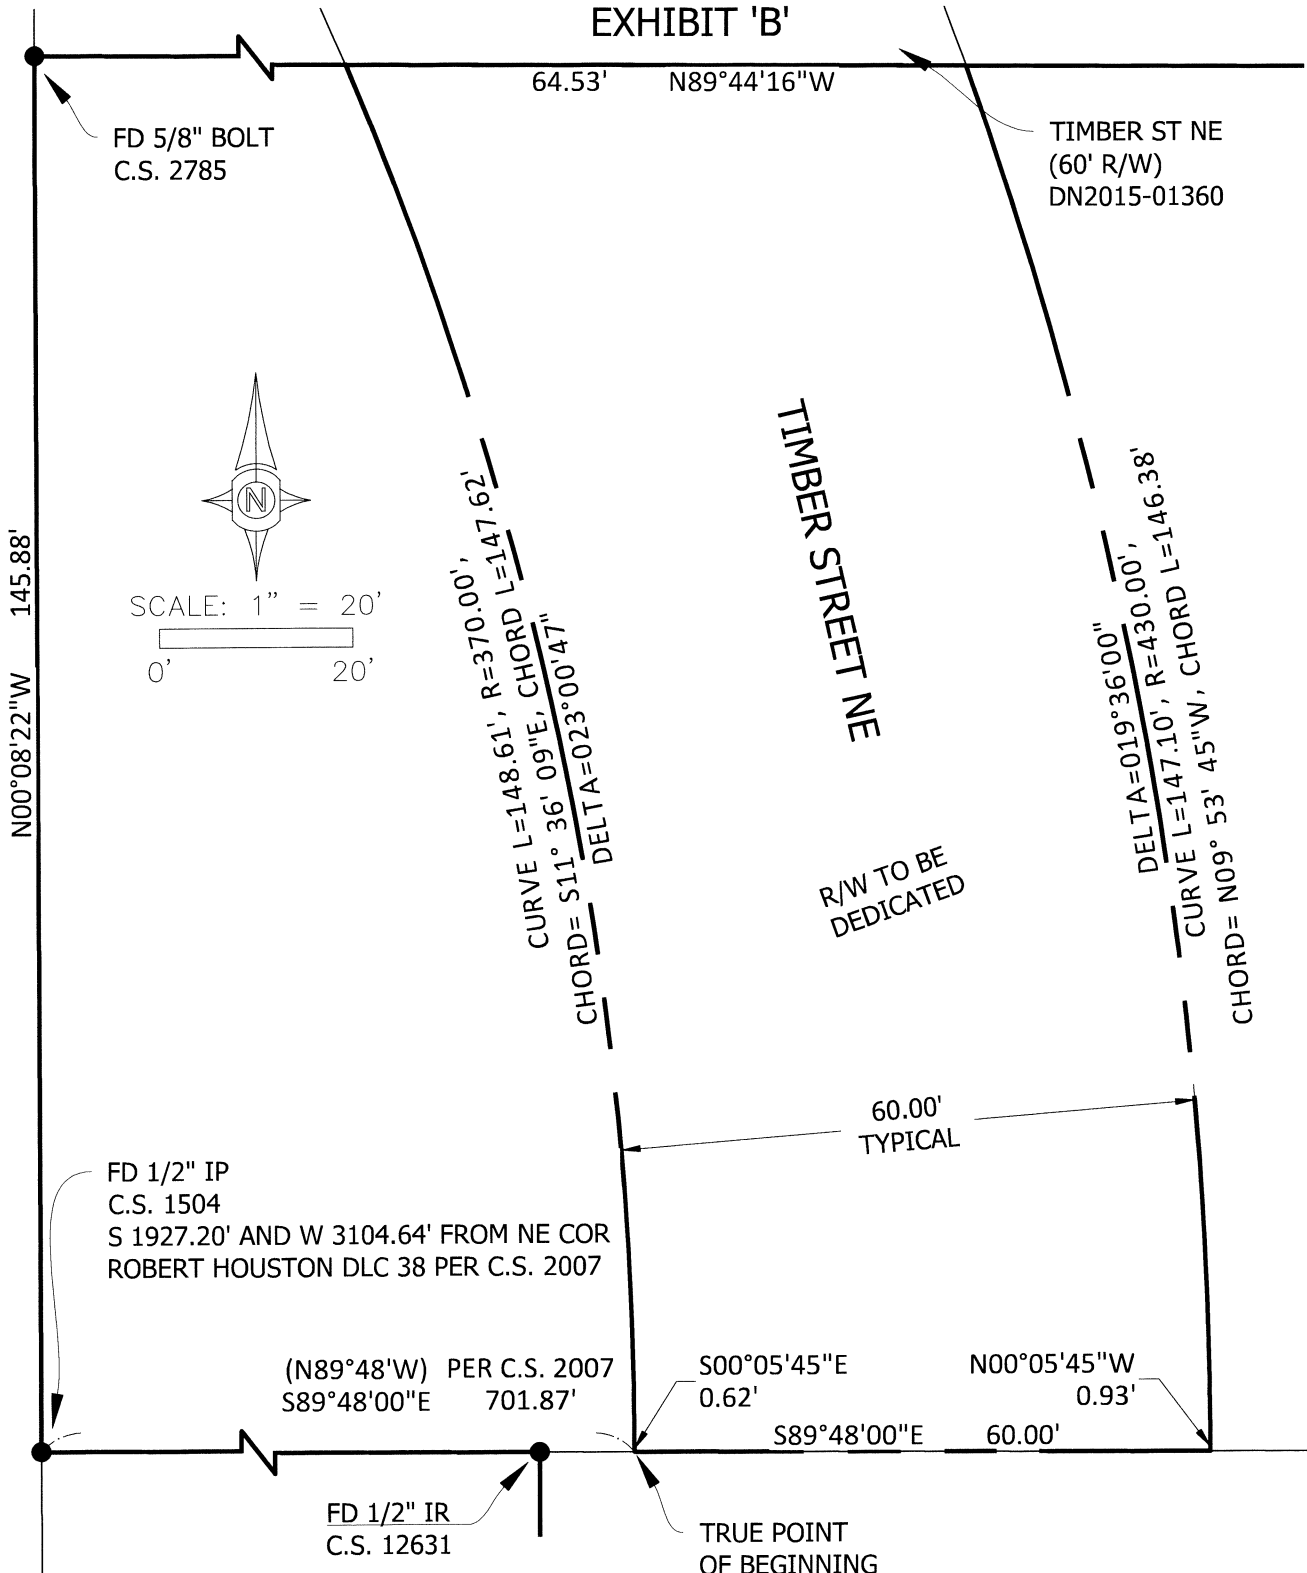 EXHIBIT 'B'
64.53' N89°44'16"W
FD 5/8" BOLT
C.S. 2785
TIMBER ST NE
(60' R/W)
DN2015-01360
N00°08'22"W 145.88'
N
SCALE: 1" = 20'
0' 20'
CURVE L=148.61', R=370.00',
CHORD= S11° 36' 09"E, CHORD L=147.62'
DELTA=023°00'47"
TIMBER STREET NE
DELTA=019°36'00"
CURVE L=147.10', R=430.00',
CHORD= N09° 53' 45"W, CHORD L=146.38'
R/W TO BE
DEDICATED
60.00'
TYPICAL
FD 1/2" IP
C.S. 1504
S 1927.20' AND W 3104.64' FROM NE COR
ROBERT HOUSTON DLC 38 PER C.S. 2007
(N89°48'W) PER C.S. 2007
S89°48'00"E 701.87'
S00°05'45"E
0.62'
N00°05'45"W
0.93'
S89°48'00"E 60.00'
FD 1/2" IR
C.S. 12631
TRUE POINT
OF BEGINNING